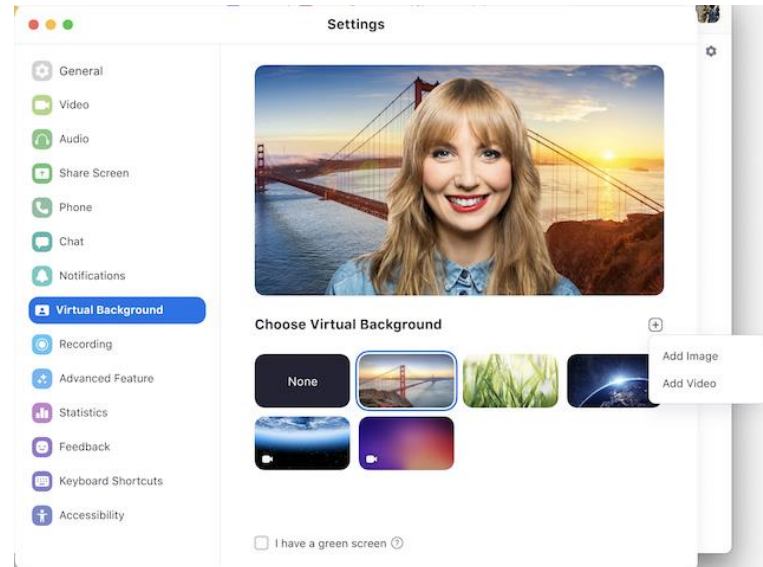 Settings
General
Video
Audio
Share Screen
Phone
Chat
Notifications
Virtual Background
Recording
Advanced Feature
Statistics
Feedback
Keyboard Shortcuts
Accessibility
Choose Virtual Background
Add Image
Add Video
None
I have a green screen ?